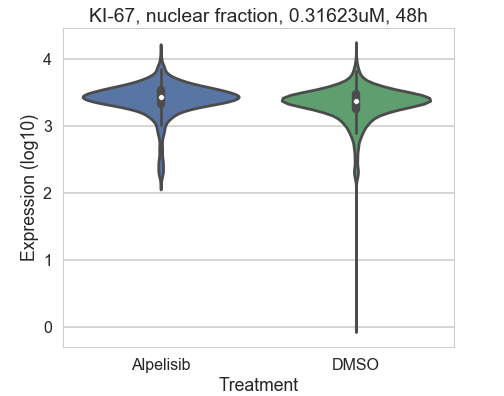 KI-67, nuclear fraction, 0.31623uM, 48h
4
3
2
1
0
Expression (log10)
Alpelisib DMSO
Treatment